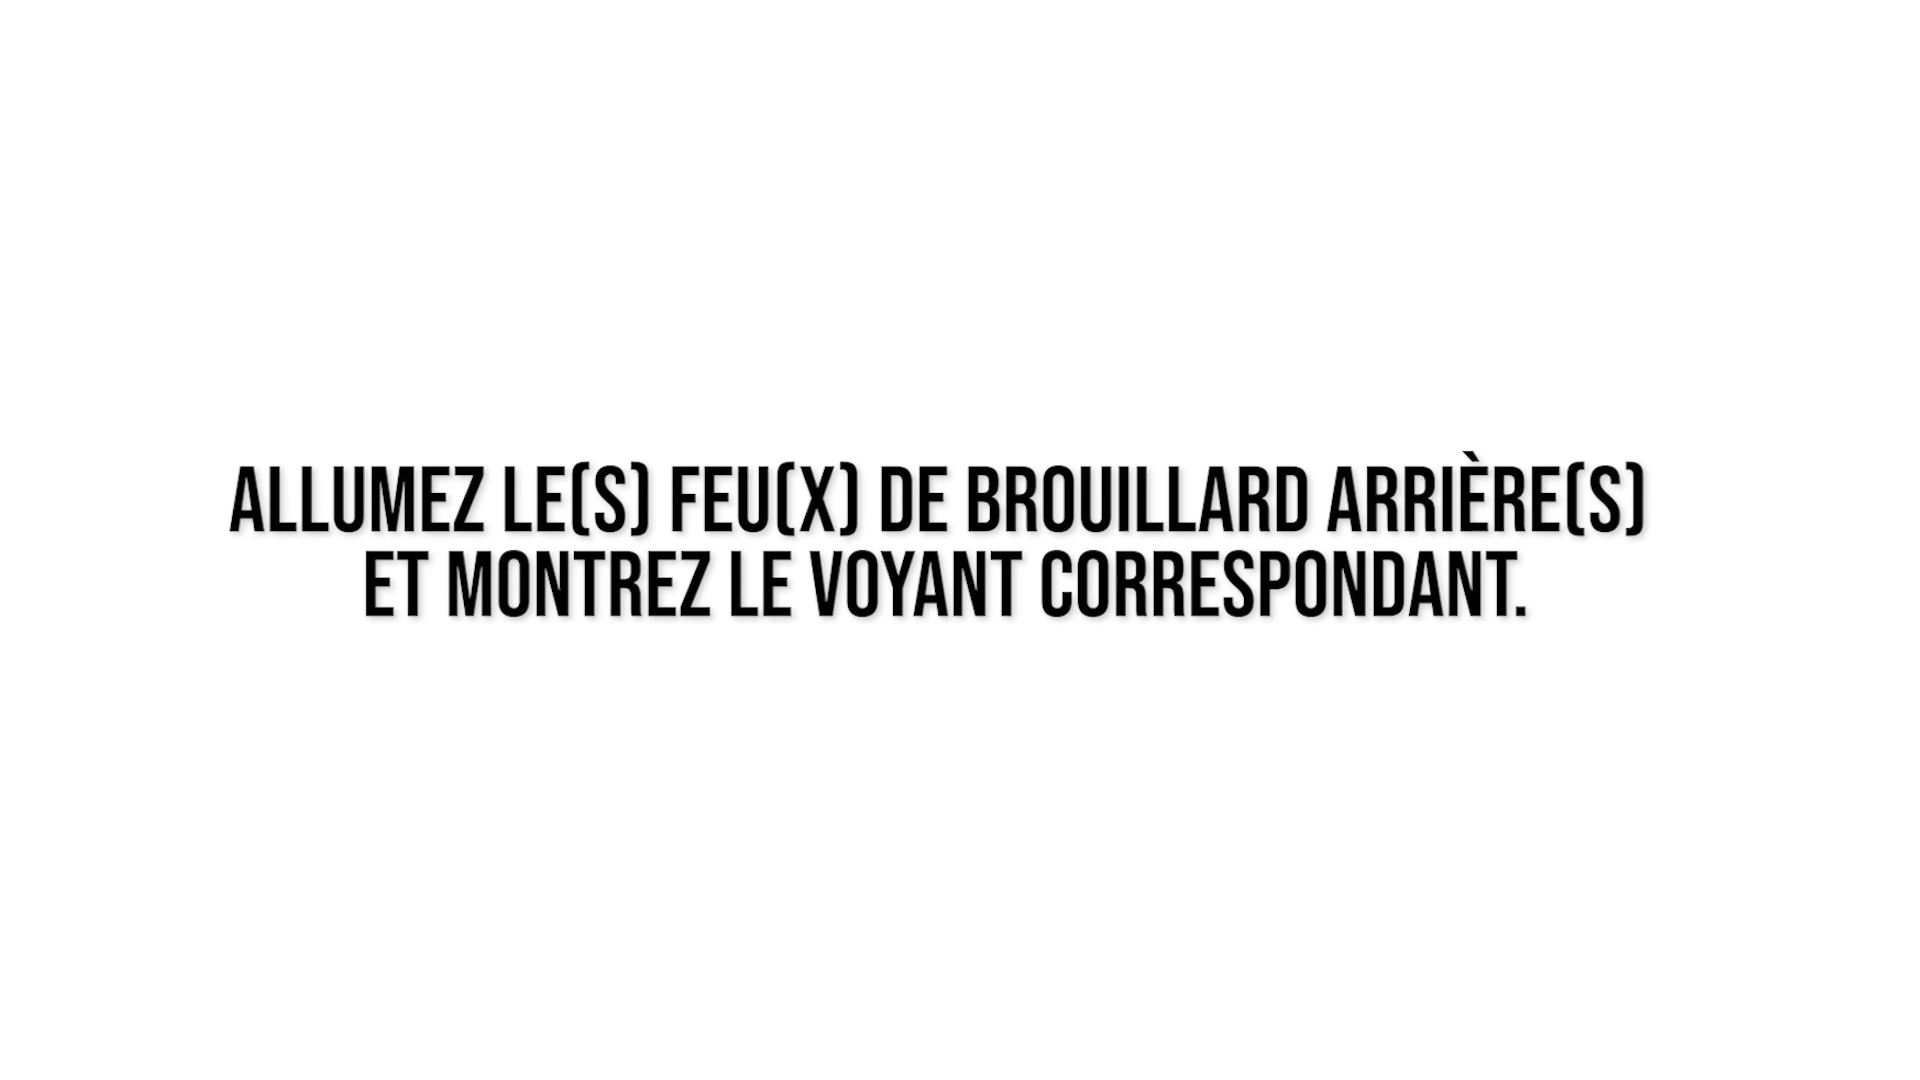 ALLUMEZ LE(S) FEU(X) DE BROUILLARD ARRIÈRE(S)
ET MONTREZ LE VOYANT CORRESPONDANT.